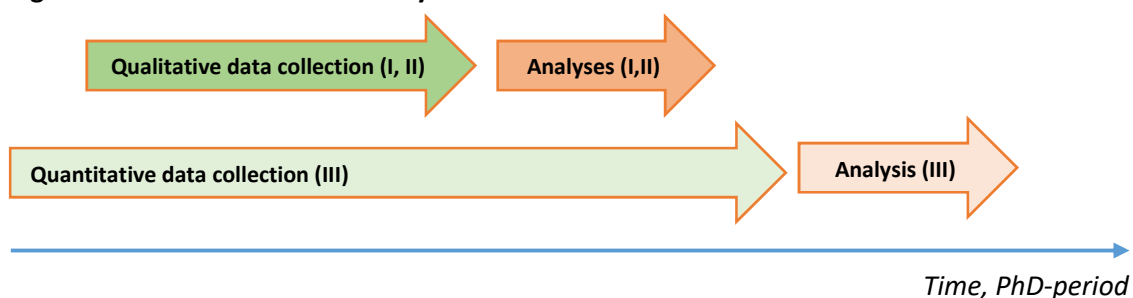 Qualitative data collection (I, II)
Analyses (I,II)
Quantitative data collection (III)
Analysis (III)
Time, PhD-period